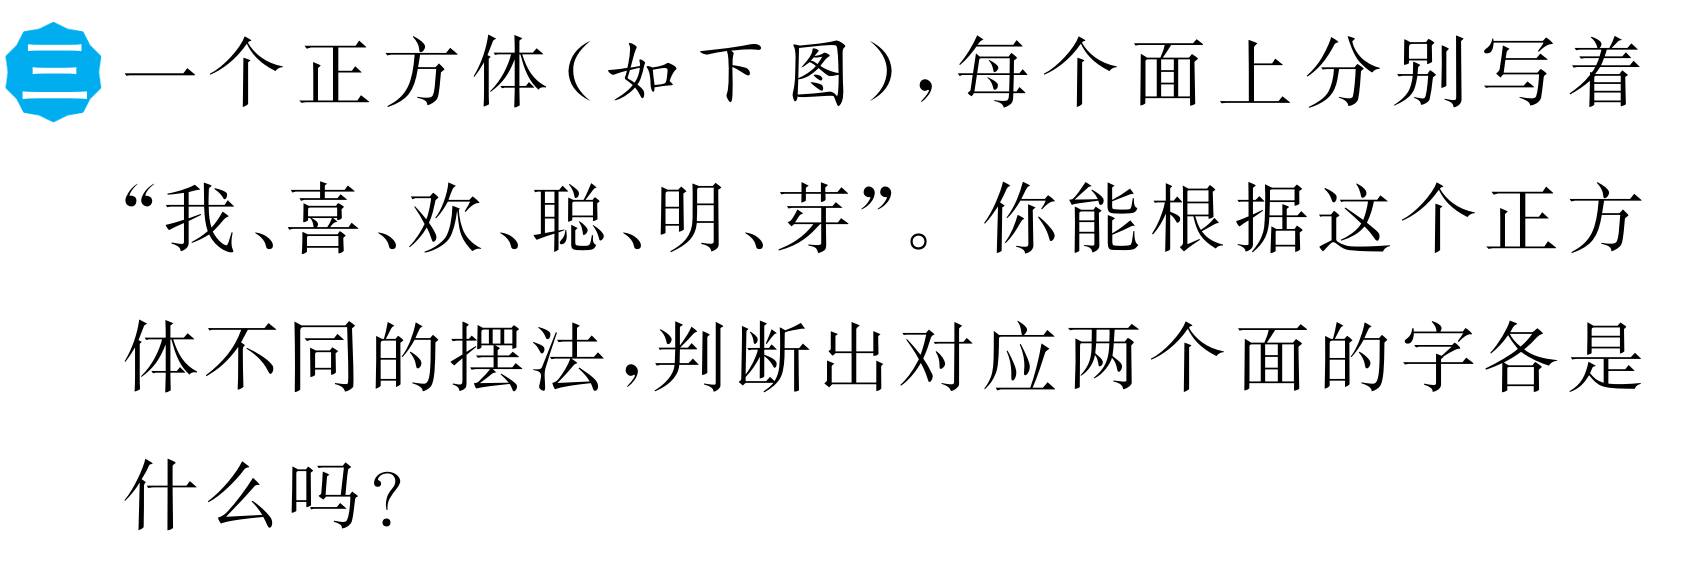 三 一个正方体(如下图),每个面上分别写着
“我、喜、欢、聪、明、芽”。你能根据这个正方
体不同的摆法,判断出对应两个面的字各是
什么吗?